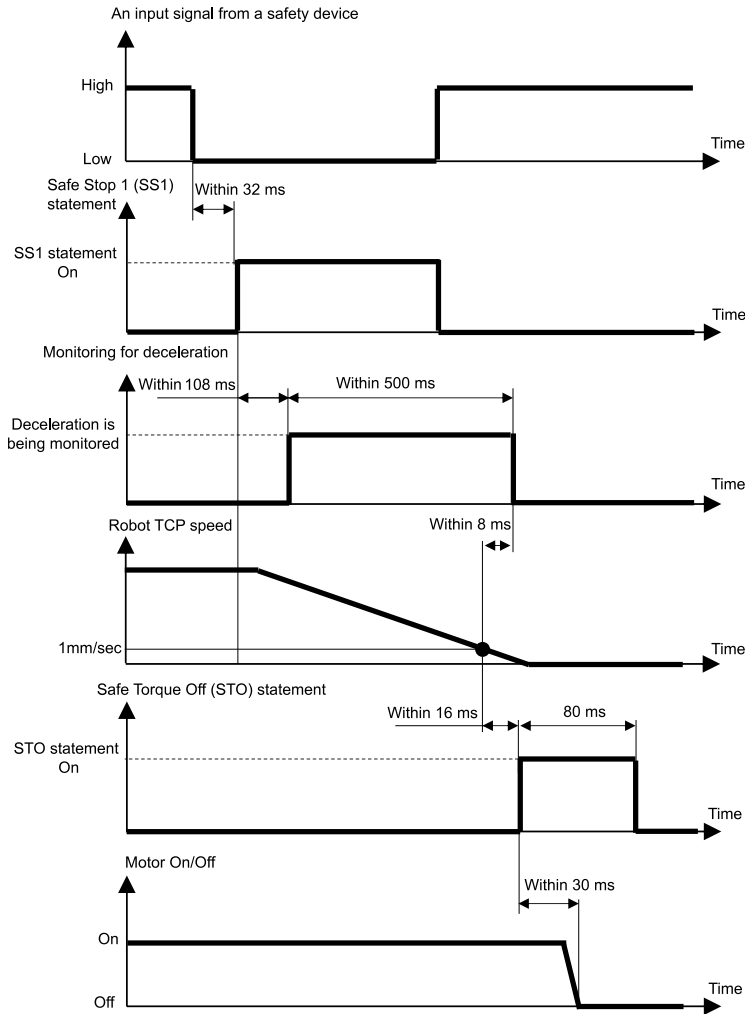 An input signal from a safety device
High
Low
Time
Safe Stop 1 (SS1)
statement
Within 32 ms
SS1 statement
On
Time
Monitoring for deceleration
Within 108 ms
Within 500 ms
Deceleration is
being monitored
Time
Robot TCP speed
Within 8 ms
1mm/sec
Time
Safe Torque Off (STO) statement
Within 16 ms
80 ms
STO statement
On
Time
Motor On/Off
Within 30 ms
On
Off
Time